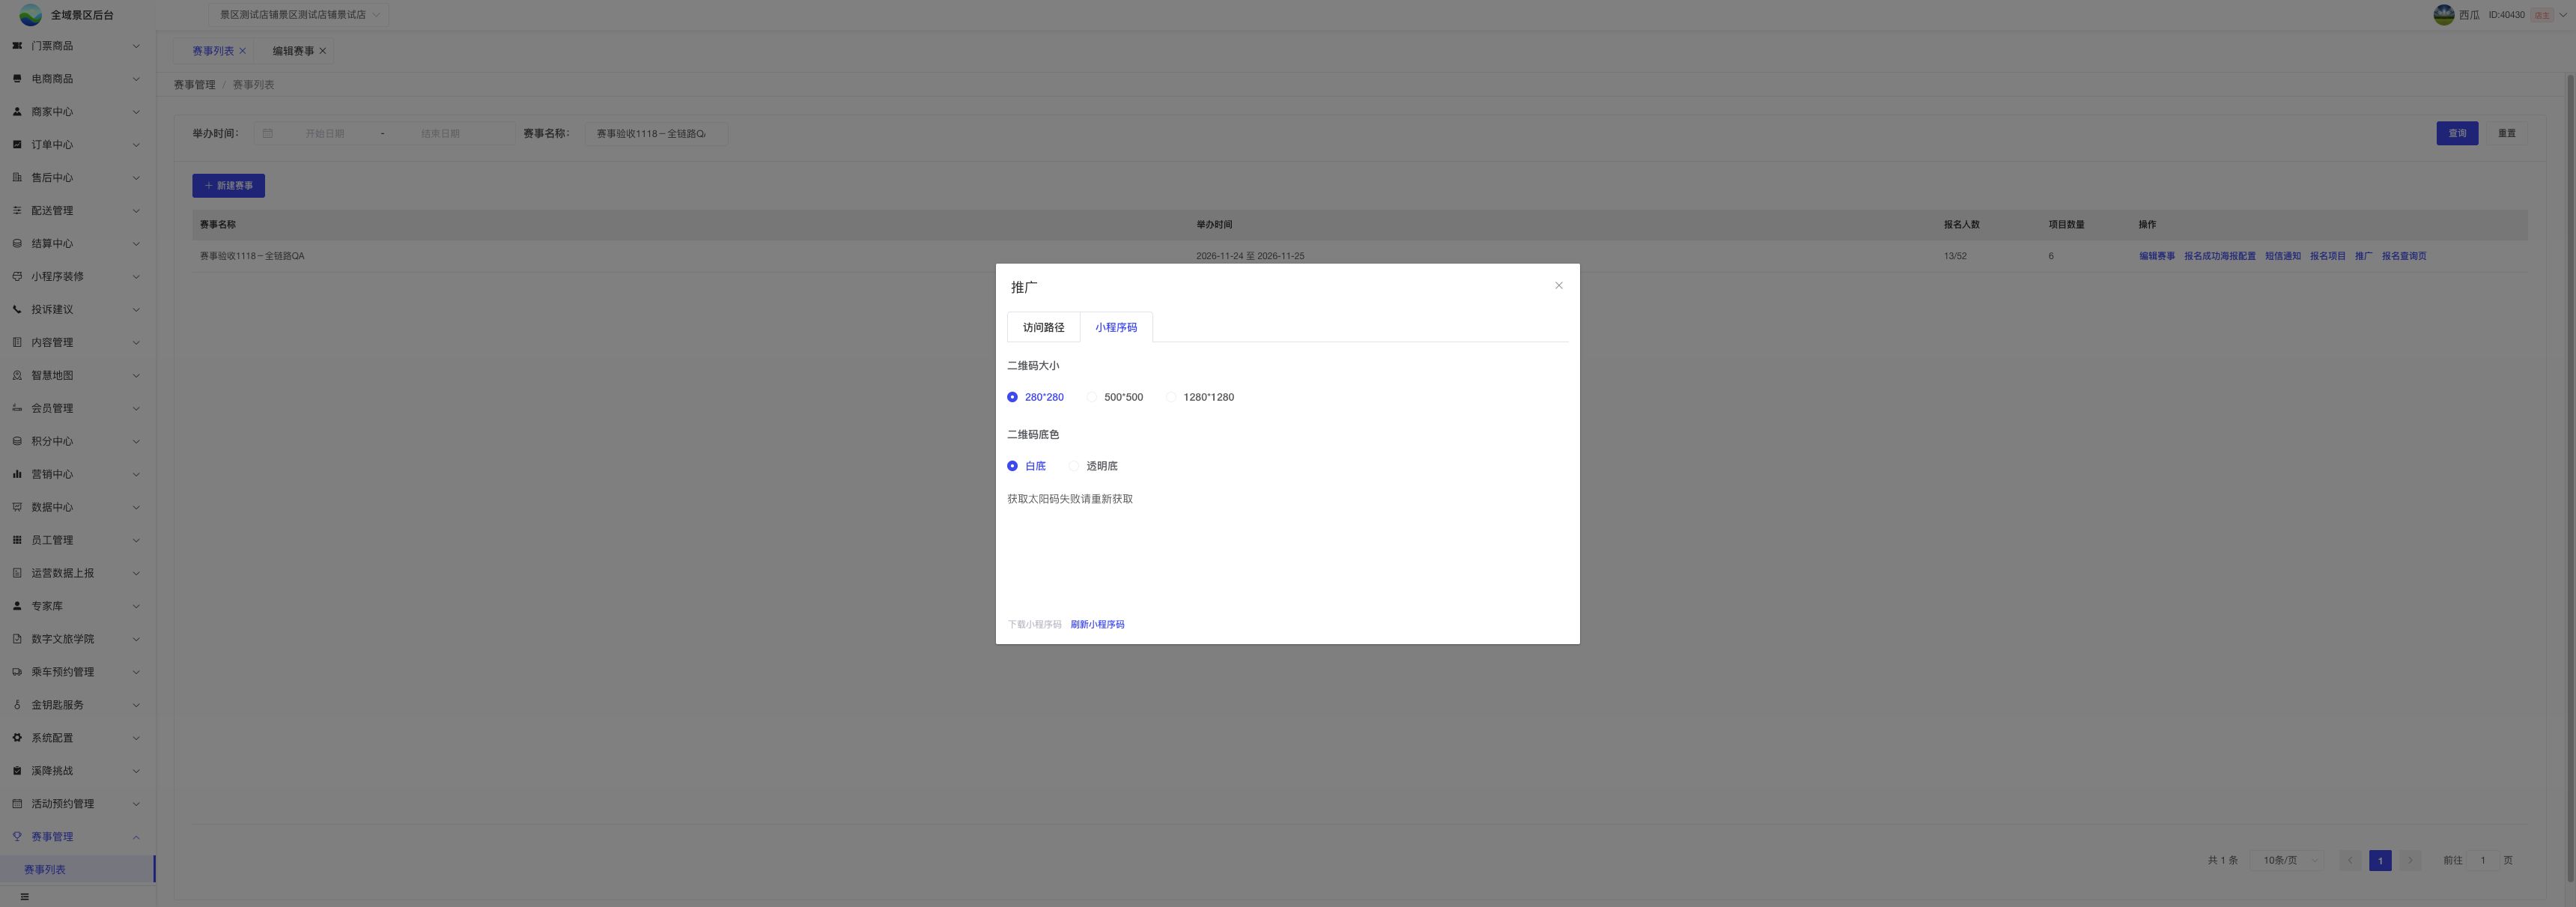 全域景区后台
景区测试店铺景区测试店铺景试店
西瓜 ID:40430 店主
门票商品
电商商品
商家中心
订单中心
售后中心
配送管理
结算中心
小程序装修
投诉建议
内容管理
智慧地图
会员管理
积分中心
营销中心
数据中心
员工管理
运营数据上报
专家库
数字文旅学院
乘车预约管理
金钥匙服务
系统配置
溪降挑战
活动预约管理
赛事管理
赛事列表
赛事列表 编辑赛事
赛事管理 / 赛事列表
举办时间: 开始日期 - 结束日期 赛事名称: 赛事验收1118－全链路Q
查询 重置
新建赛事
赛事名称 举办时间 报名人数 项目数量 操作
赛事验收1118－全链路QA 2026-11-24 至 2026-11-25 13/52 6 编辑赛事 报名成功海报配置 短信通知 报名项目 推广 报名查询页
推广
访问路径 小程序码
二维码大小
280*280 500*500 1280*1280
二维码底色
白底 透明底
获取太阳码失败请重新获取
下载小程序码 刷新小程序码
共 1 条 10条/页 1 前往 1 页